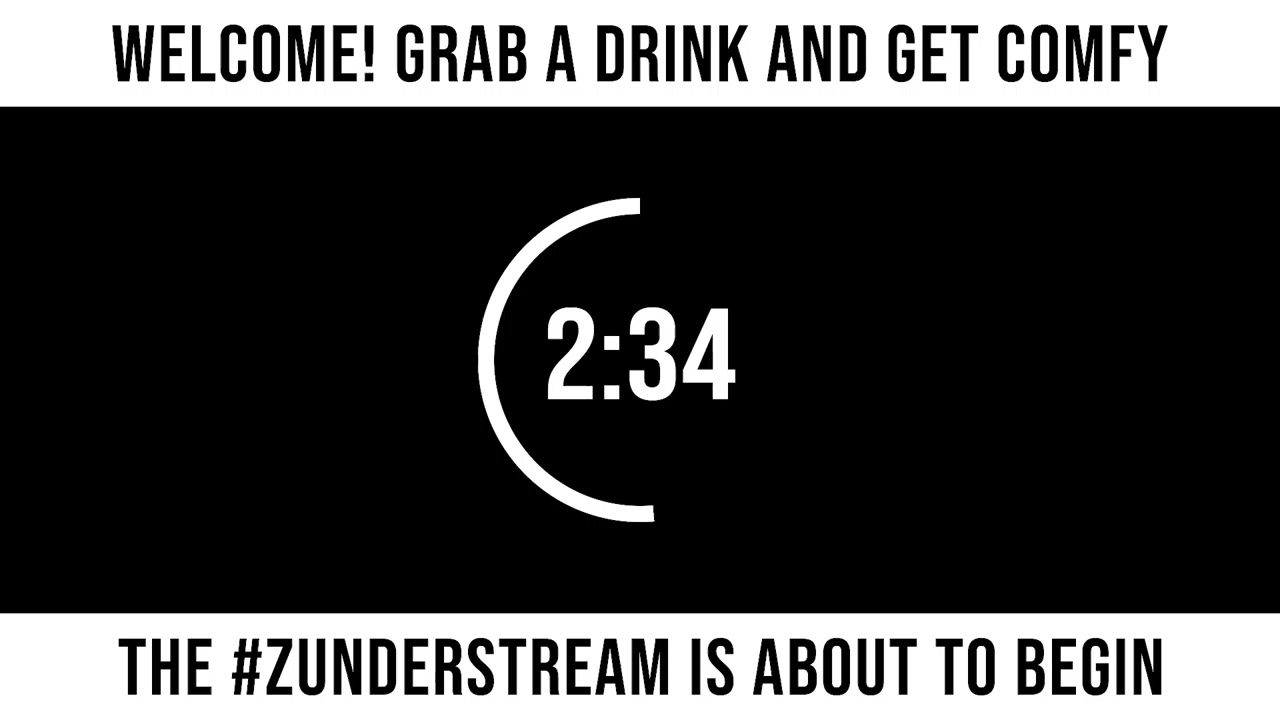 WELCOME! GRAB A DRINK AND GET COMFY
2:34
THE #ZUNDERSTREAM IS ABOUT TO BEGIN